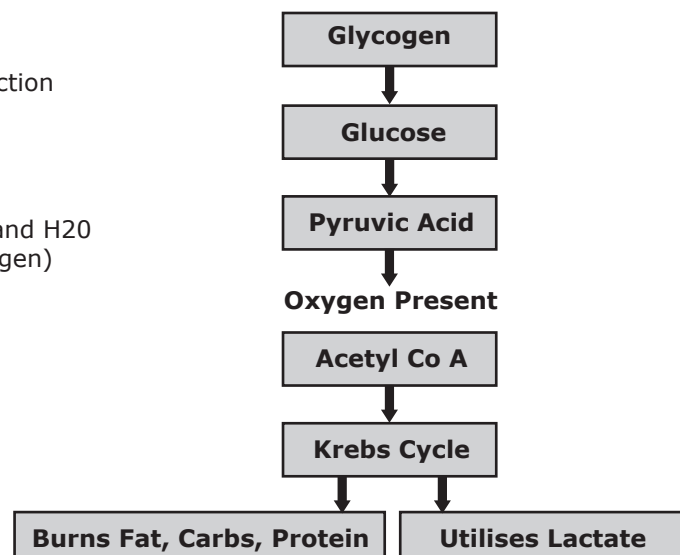 ction
and H20
gen)
Glycogen
Glucose
Pyruvic Acid
Oxygen Present
Acetyl Co A
Krebs Cycle
Burns Fat, Carbs, Protein
Utilises Lactate